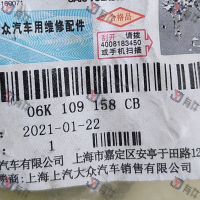 众汽车用维修配件
合格品
刮开
请拨打
4008183450
或手机扫描
06K 109 158 CB
2021-01-22
1
汽车有限公司 上海市嘉定区安亭于田路12
上海上汽大众汽车销售有限公司